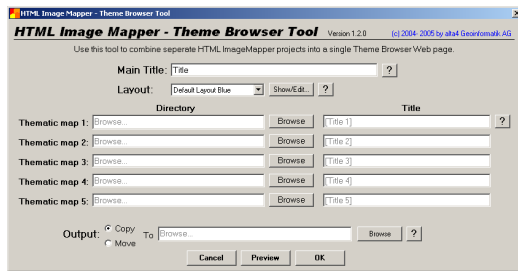 HTML Image Mapper - Theme Browser Tool
HTML Image Mapper - Theme Browser Tool Version 1.2.0 (c) 2004- 2005 by alta4 Geoinformatik AG
Use this tool to combine seperate HTML ImageMapper projects into a single Theme Browser Web page.
Main Title: Title ?
Layout: Default Layout Blue Show/Edit... ?
Directory Title
Thematic map 1: Browse... Browse [Title 1] ?
Thematic map 2: Browse... Browse [Title 2]
Thematic map 3: Browse... Browse [Title 3]
Thematic map 4: Browse... Browse [Title 4]
Thematic map 5: Browse... Browse [Title 5]
Output: Copy To Browse... Browse ?
Move
Cancel Preview OK